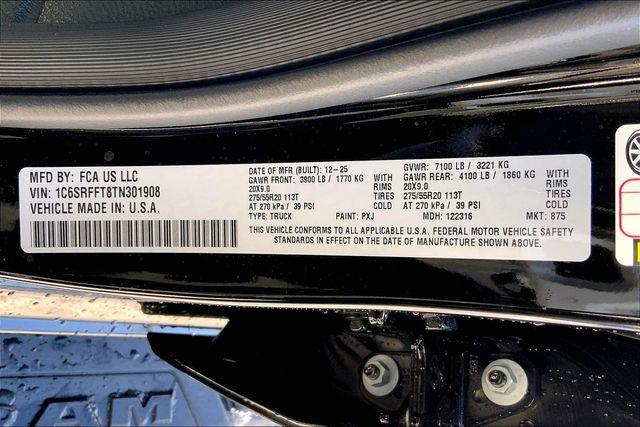 MFD BY: FCA US LLC
VIN: 1C6SRFFT8TN301908
VEHICLE MADE IN: U.S.A.
DATE OF MFR (BUILT): 12-25
GAWR FRONT: 3900 LB / 1770 KG WITH
20X9.0 RIMS
275/55R20 113T TIRES
AT 270 kPa / 39 PSI COLD
TYPE: TRUCK PAINT: PXJ
GVWR: 7100 LB / 3221 KG
GAWR REAR: 4100 LB / 1860 KG WITH
20X9.0 RIMS
275/55R20 113T TIRES
AT 270 kPa / 39 PSI COLD
MDH: 122316 MKT: 875
THIS VEHICLE CONFORMS TO ALL APPLICABLE U.S.A. FEDERAL MOTOR VEHICLE SAFETY
STANDARDS IN EFFECT ON THE DATE OF MANUFACTURE SHOWN ABOVE.
RAM